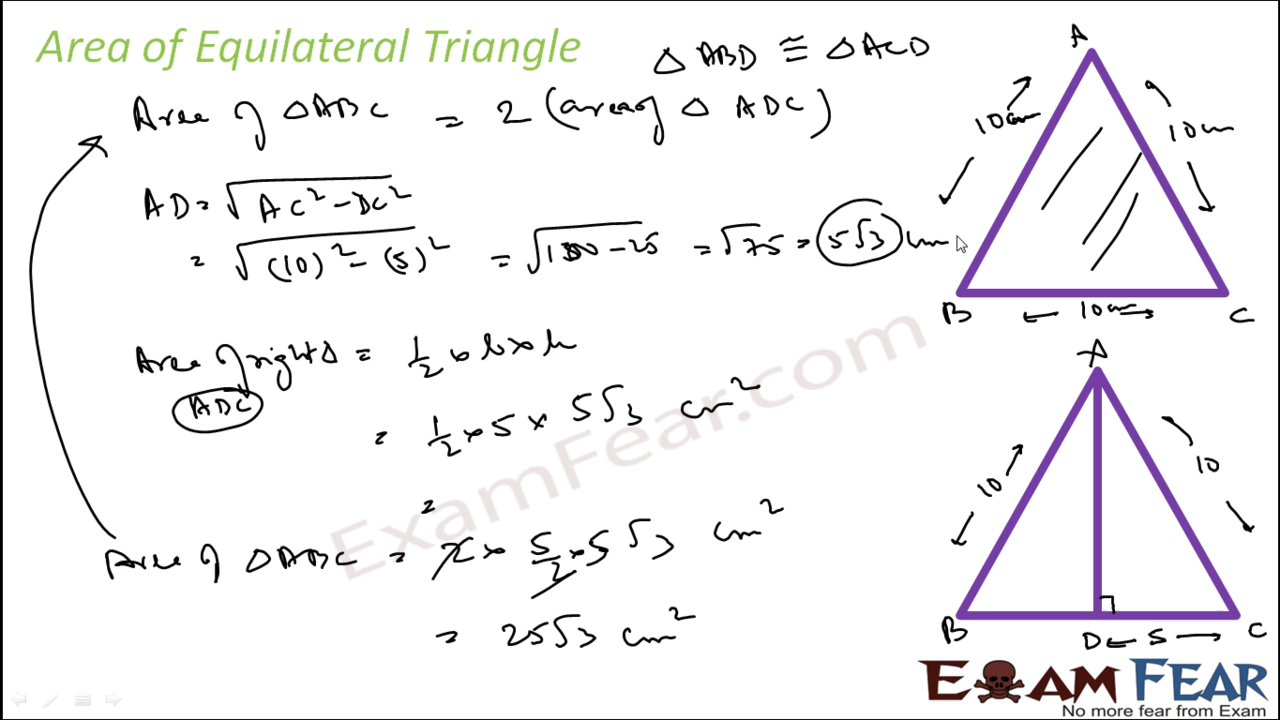 Area of Equilateral Triangle
△ ABD ≅ △ ACD
Area of △ABC = 2 (area of △ ADC)
AD = √AC² - DC²
= √(10)² - (5)² = √100 - 25 = √75 = 5√3 cm
Area of right△ = 1/2 × b × h
ADC
= 1/2 × 5 × 5√3 cm²
=
Area of △ABC = 2 × 5/2 × 5√3 cm²
= 25√3 cm²
A
10cm
10cm
B
10cm
C
A
10
10
B
D
5
C
ExamFear.com
EXAM FEAR
No more fear from Exam